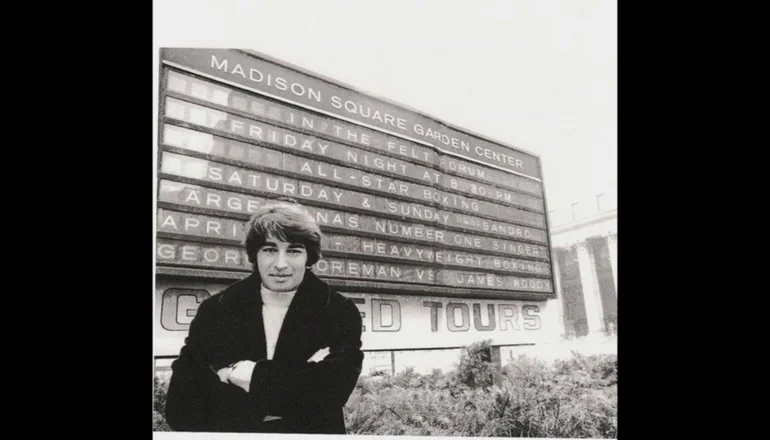 MADISON SQUARE GARDEN CENTER
IN THE FELT FORUM
FRIDAY NIGHT AT 8:30 PM
ALL-STAR BOXING
SATURDAY & SUNDAY - SANDRO
ARGE NAS NUMBER ONE SINGER
APRI - HEAVYWEIGHT BOXING
GEOR OREMAN VS JAMES WOODY
G ED TOURS